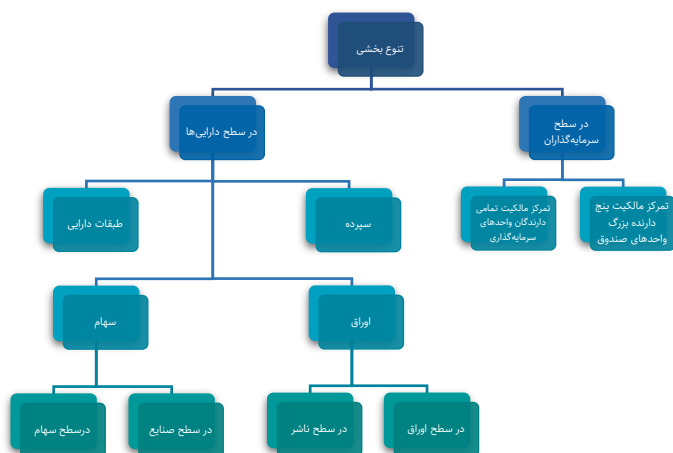 تنوع بخشی
در سطح
سرمایه‌گذاران
در سطح دارایی‌ها
تمرکز مالکیت پنج
دارنده بزرگ
واحدهای صندوق
تمرکز مالکیت تمامی
دارندگان واحدهای
سرمایه‌گذاری
سپرده
طبقات دارایی
اوراق
سهام
در سطح اوراق
در سطح ناشر
در سطح صنایع
درسطح سهام